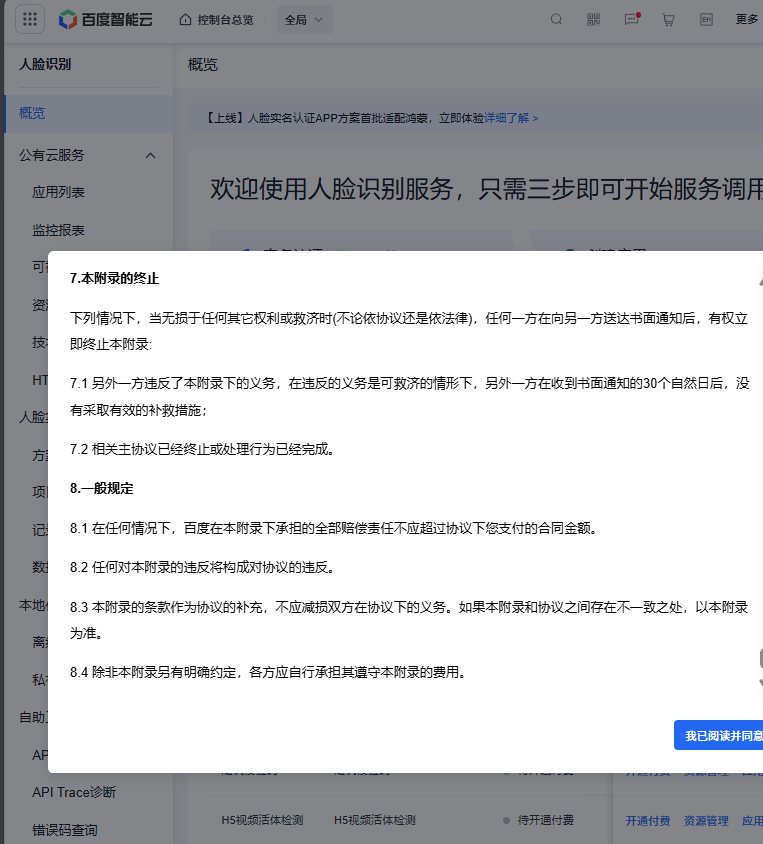 百度智能云
控制台总览
全局
En
更多
人脸识别
概览
概览
【上线】人脸实名认证APP方案首批适配鸿蒙，立即体验详细了解 >
公有云服务
欢迎使用人脸识别服务，只需三步即可开始服务调用
应用列表
监控报表
7.本附录的终止
下列情况下，当无损于任何其它权利或救济时(不论依协议还是依法律)，任何一方在向另一方送达书面通知后，有权立
即终止本附录:
7.1 另外一方违反了本附录下的义务，在违反的义务是可救济的情形下，另外一方在收到书面通知的30个自然日后，没
有采取有效的补救措施；
7.2 相关主协议已经终止或处理行为已经完成。
8.一般规定
8.1 在任何情况下，百度在本附录下承担的全部赔偿责任不应超过协议下您支付的合同金额。
8.2 任何对本附录的违反将构成对协议的违反。
8.3 本附录的条款作为协议的补充，不应减损双方在协议下的义务。如果本附录和协议之间存在不一致之处，以本附录
为准。
8.4 除非本附录另有明确约定，各方应自行承担其遵守本附录的费用。
我已阅读并同意
API Trace诊断
H5视频活体检测
H5视频活体检测
待开通付费
开通付费
资源管理
应用
错误码查询